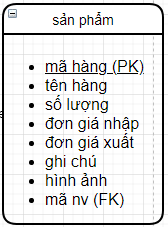 sản phẩm
mã hàng (PK)
tên hàng
số lượng
đơn giá nhập
đơn giá xuất
ghi chú
hình ảnh
mã nv (FK)